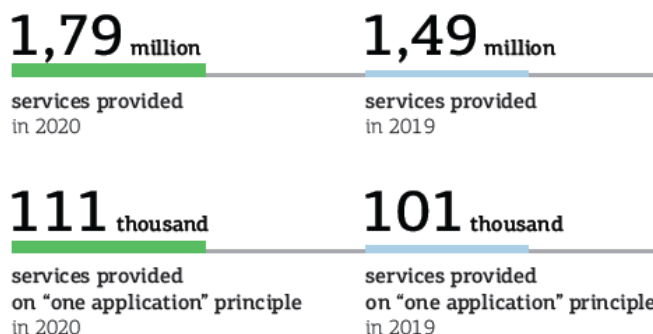 1,79 million
services provided
in 2020
1,49 million
services provided
in 2019
111 thousand
services provided
on “one application” principle
in 2020
101 thousand
services provided
on “one application” principle
in 2019